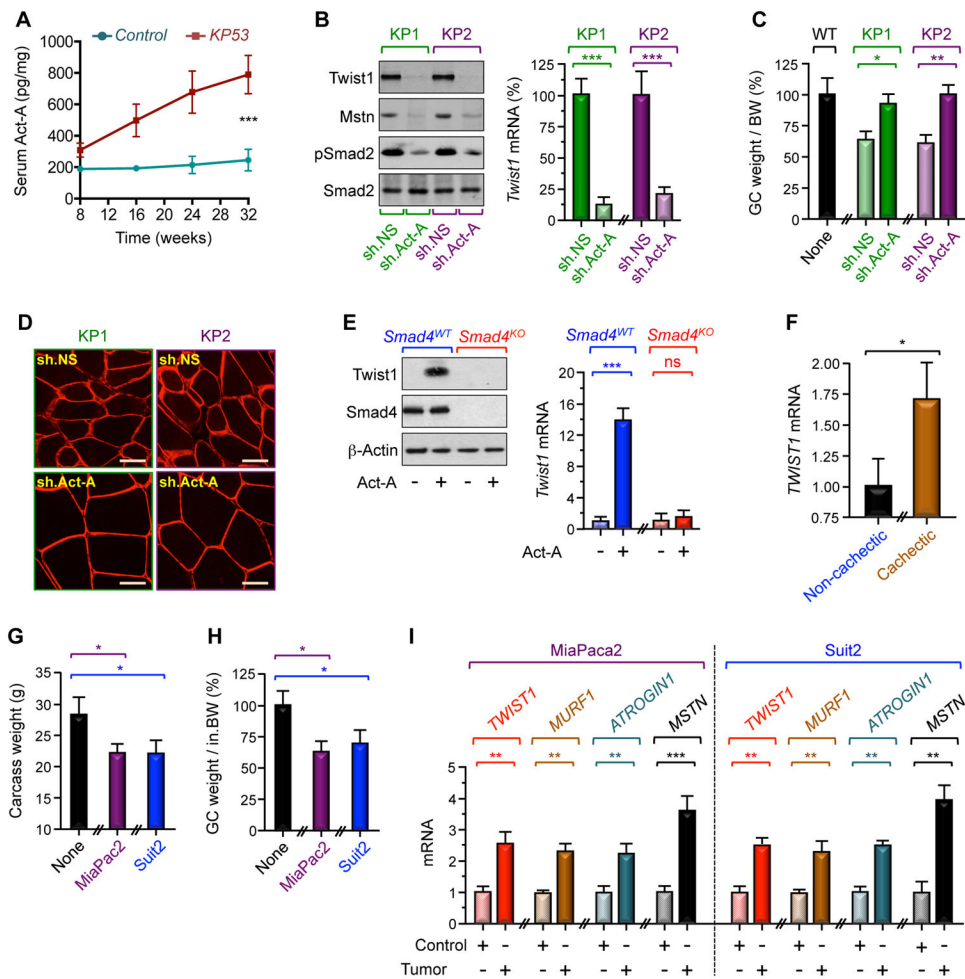 A
Control
KP53
Serum Act-A (pg/mg)
1000
800
600
400
200
0
***
8
16
24
32
Time (weeks)
B
KP1
KP2
Twist1
Mstn
pSmad2
Smad2
sh.NS
sh.Act-A
sh.NS
sh.Act-A
KP1
KP2
***
***
Twist1 mRNA (%)
125
100
75
50
25
0
sh.NS
sh.Act-A
sh.NS
sh.Act-A
C
WT
KP1
KP2
*
**
GC weight / BW (%)
125
100
75
50
25
0
None
sh.NS
sh.Act-A
sh.NS
sh.Act-A
D
KP1
KP2
sh.NS
sh.NS
sh.Act-A
sh.Act-A
E
Smad4WT
Smad4KO
Twist1
Smad4
β-Actin
Act-A
-
+
-
+
Smad4WT
Smad4KO
***
ns
Twist1 mRNA
20
16
12
8
4
0
Act-A
-
+
-
+
F
*
TWIST1 mRNA
2.00
1.75
1.50
1.25
1.00
0.75
Non-cachectic
Cachectic
G
*
*
Carcass weight (g)
35
30
25
20
15
10
None
MiaPac2
Suit2
H
*
*
GC weight / in.BW (%)
125
100
75
50
25
0
None
MiaPac2
Suit2
I
MiaPaca2
Suit2
TWIST1
MURF1
ATROGIN1
MSTN
TWIST1
MURF1
ATROGIN1
MSTN
**
**
**
***
**
**
**
**
mRNA
5
4
3
2
1
0
Control + - + - + - + - + - + - + - + -
Tumor - + - + - + - + - + - + - + - +